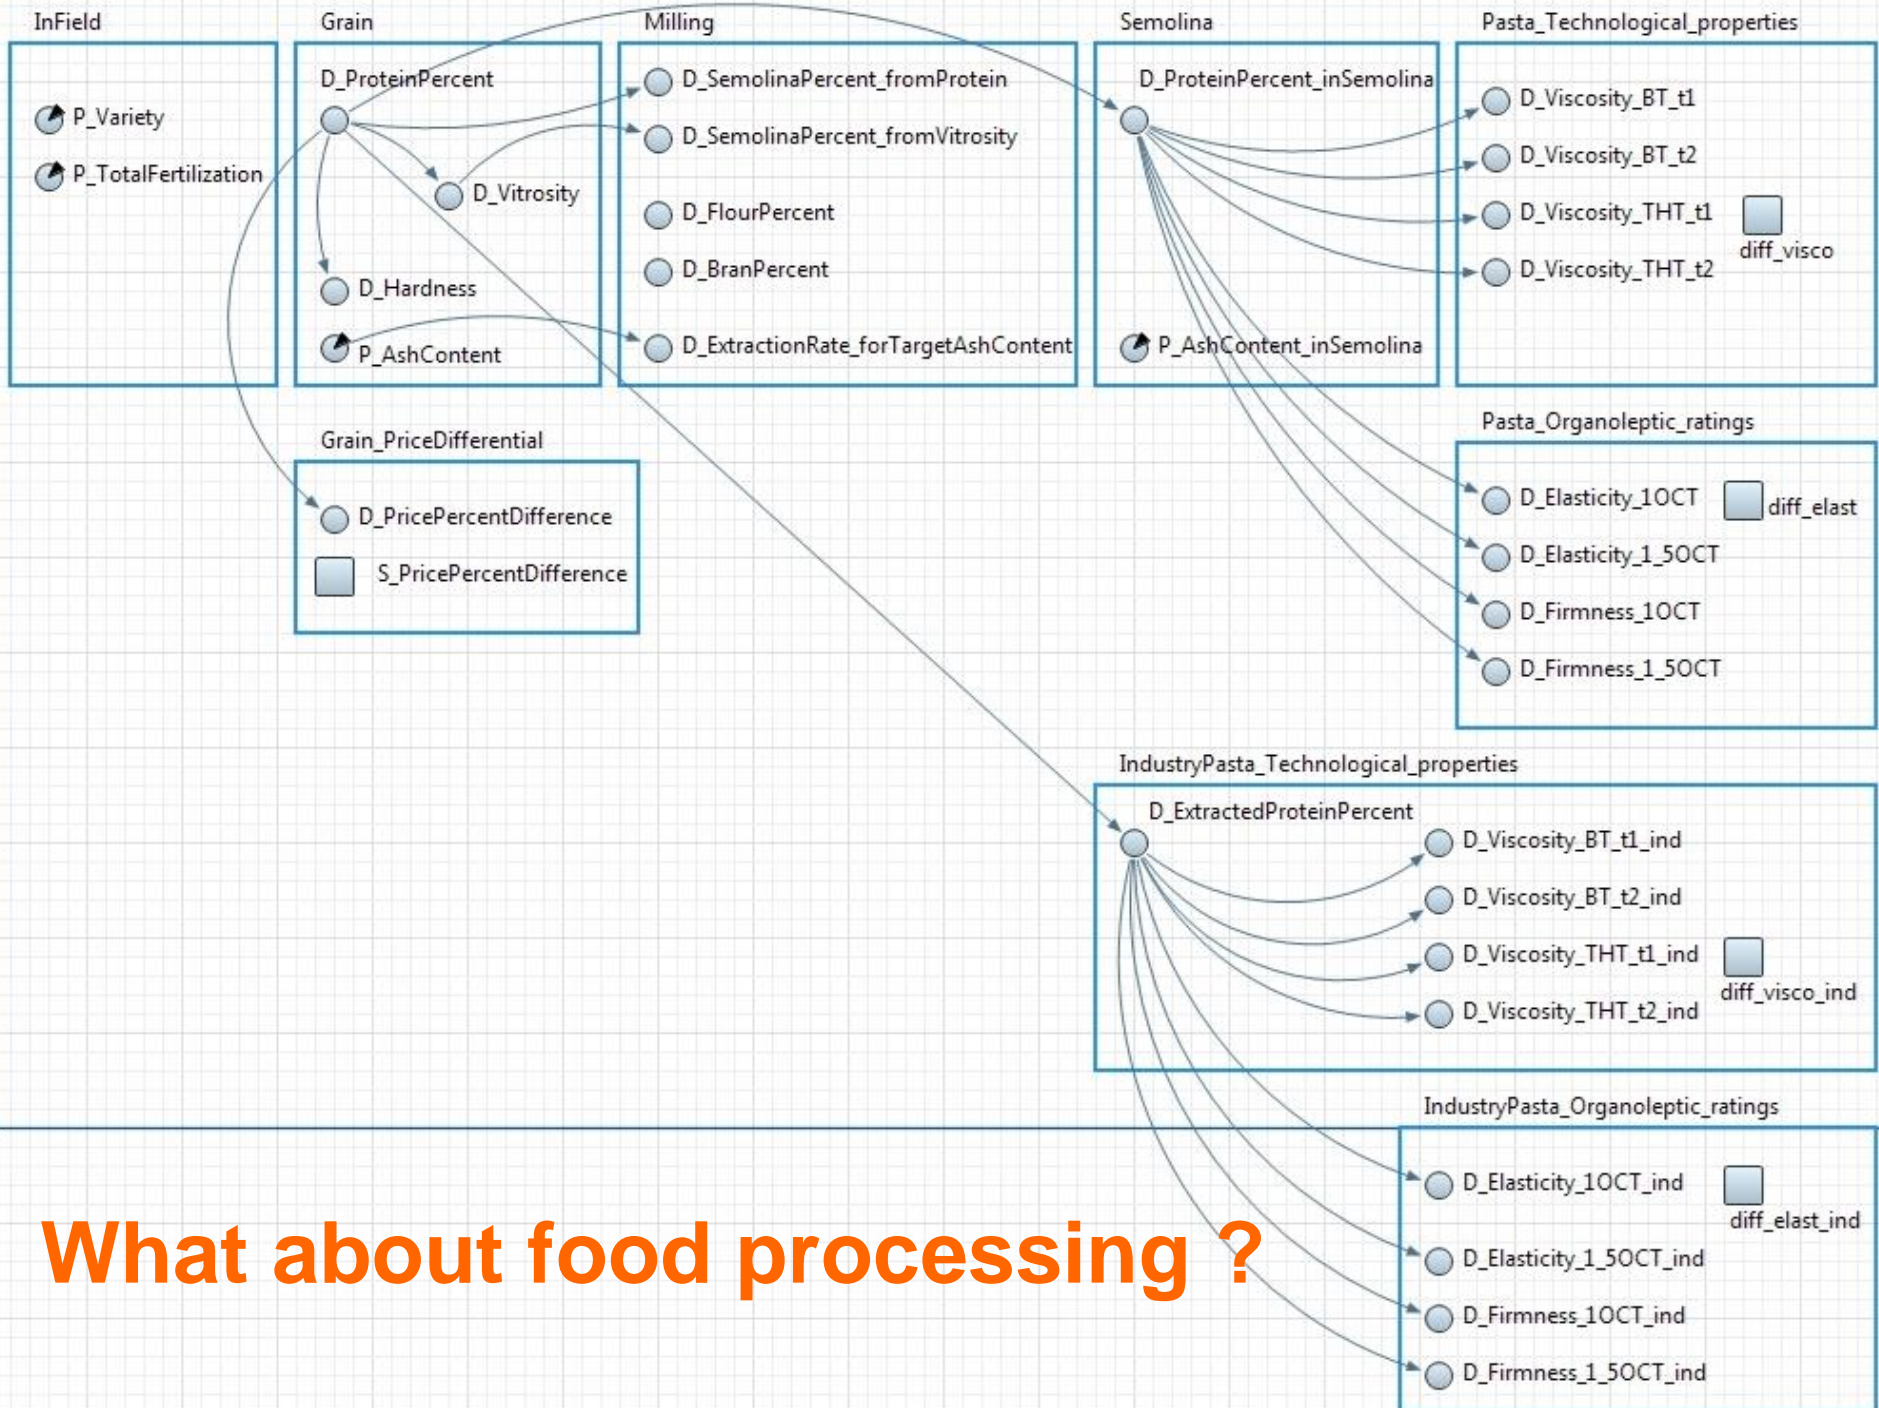 InField
P_Variety
P_TotalFertilization
Grain
D_ProteinPercent
D_Vitrosity
D_Hardness
P_AshContent
Milling
D_SemolinaPercent_fromProtein
D_SemolinaPercent_fromVitrosity
D_FlourPercent
D_BranPercent
D_ExtractionRate_forTargetAshContent
Semolina
D_ProteinPercent_inSemolina
P_AshContent_inSemolina
Pasta_Technological_properties
D_Viscosity_BT_t1
D_Viscosity_BT_t2
D_Viscosity_THT_t1
D_Viscosity_THT_t2
diff_visco
Grain_PriceDifferential
D_PricePercentDifference
S_PricePercentDifference
Pasta_Organoleptic_ratings
D_Elasticity_1OCT
diff_elast
D_Elasticity_1_5OCT
D_Firmness_1OCT
D_Firmness_1_5OCT
IndustryPasta_Technological_properties
D_ExtractedProteinPercent
D_Viscosity_BT_t1_ind
D_Viscosity_BT_t2_ind
D_Viscosity_THT_t1_ind
D_Viscosity_THT_t2_ind
diff_visco_ind
IndustryPasta_Organoleptic_ratings
D_Elasticity_1OCT_ind
diff_elast_ind
D_Elasticity_1_5OCT_ind
D_Firmness_1OCT_ind
D_Firmness_1_5OCT_ind
What about food processing ?